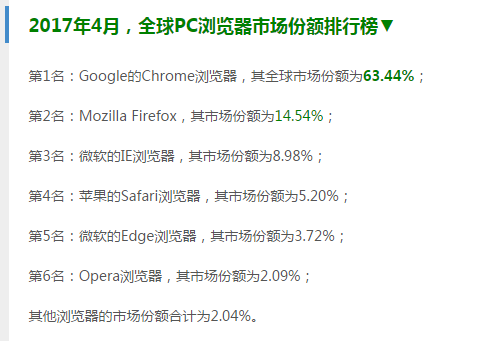 2017年4月，全球PC浏览器市场份额排行榜▼
第1名：Google的Chrome浏览器，其全球市场份额为63.44%；
第2名：Mozilla Firefox，其市场份额为14.54%；
第3名：微软的IE浏览器，其市场份额为8.98%；
第4名：苹果的Safari浏览器，其市场份额为5.20%；
第5名：微软的Edge浏览器，其市场份额为3.72%；
第6名：Opera浏览器，其市场份额为2.09%；
其他浏览器的市场份额合计为2.04%。